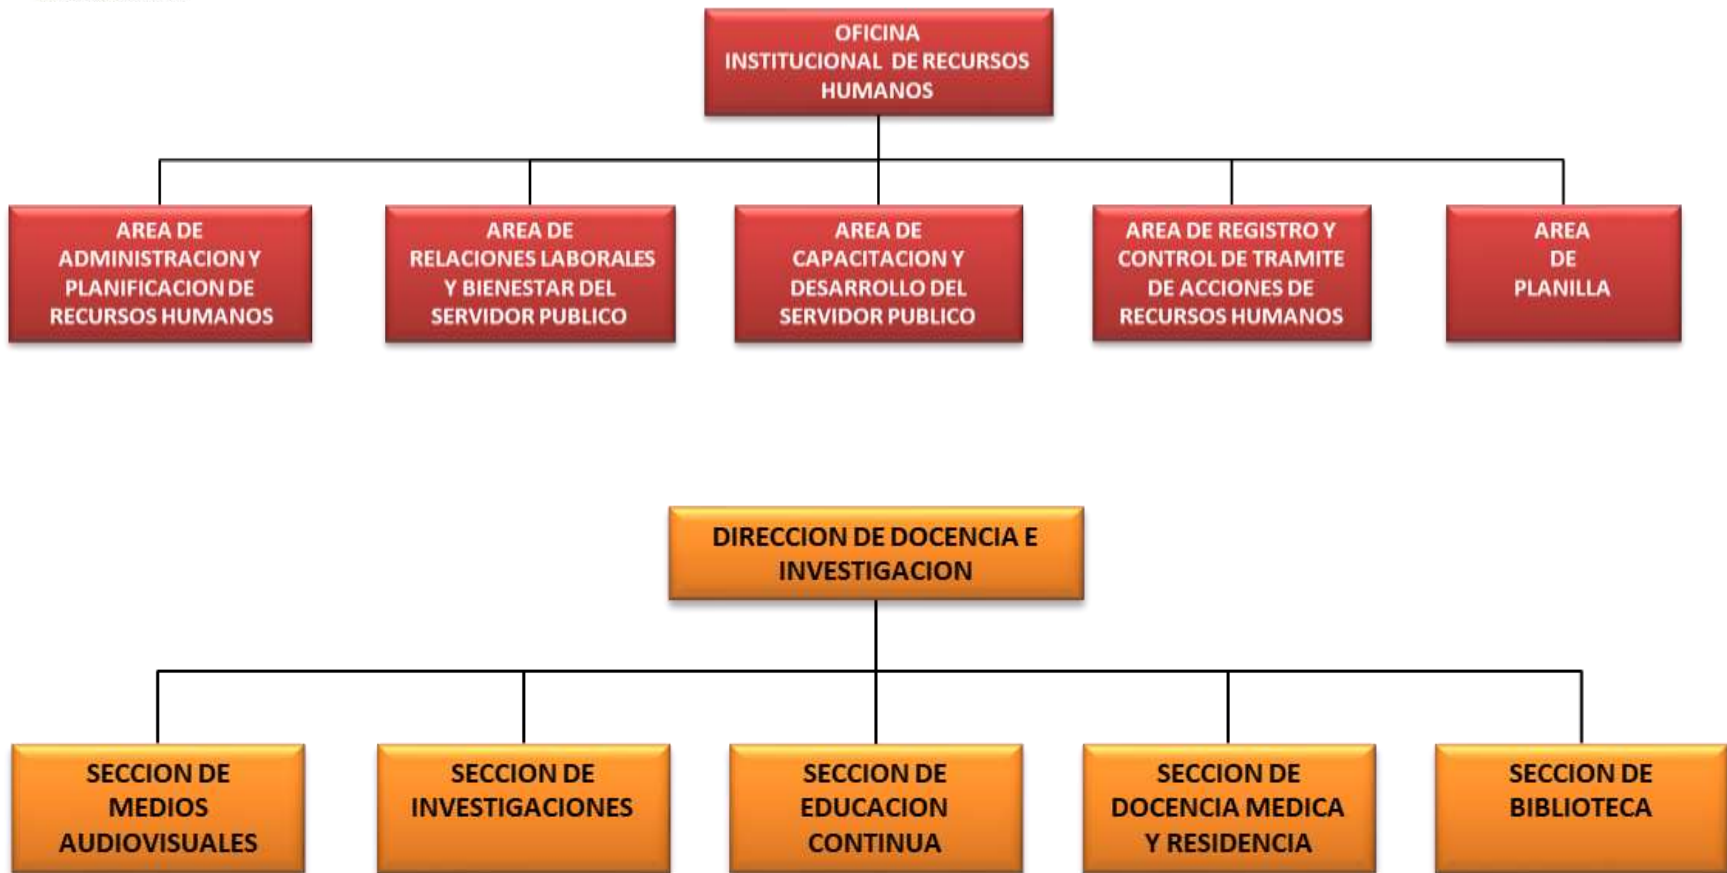 OFICINA
INSTITUCIONAL DE RECURSOS
HUMANOS
AREA DE
ADMINISTRACION Y
PLANIFICACION DE
RECURSOS HUMANOS
AREA DE
RELACIONES LABORALES
Y BIENESTAR DEL
SERVIDOR PUBLICO
AREA DE
CAPACITACION Y
DESARROLLO DEL
SERVIDOR PUBLICO
AREA DE REGISTRO Y
CONTROL DE TRAMITE
DE ACCIONES DE
RECURSOS HUMANOS
AREA
DE
PLANILLA
DIRECCION DE DOCENCIA E
INVESTIGACION
SECCION DE
MEDIOS
AUDIOVISUALES
SECCION DE
INVESTIGACIONES
SECCION DE
EDUCACION
CONTINUA
SECCION DE
DOCENCIA MEDICA
Y RESIDENCIA
SECCION DE
BIBLIOTECA